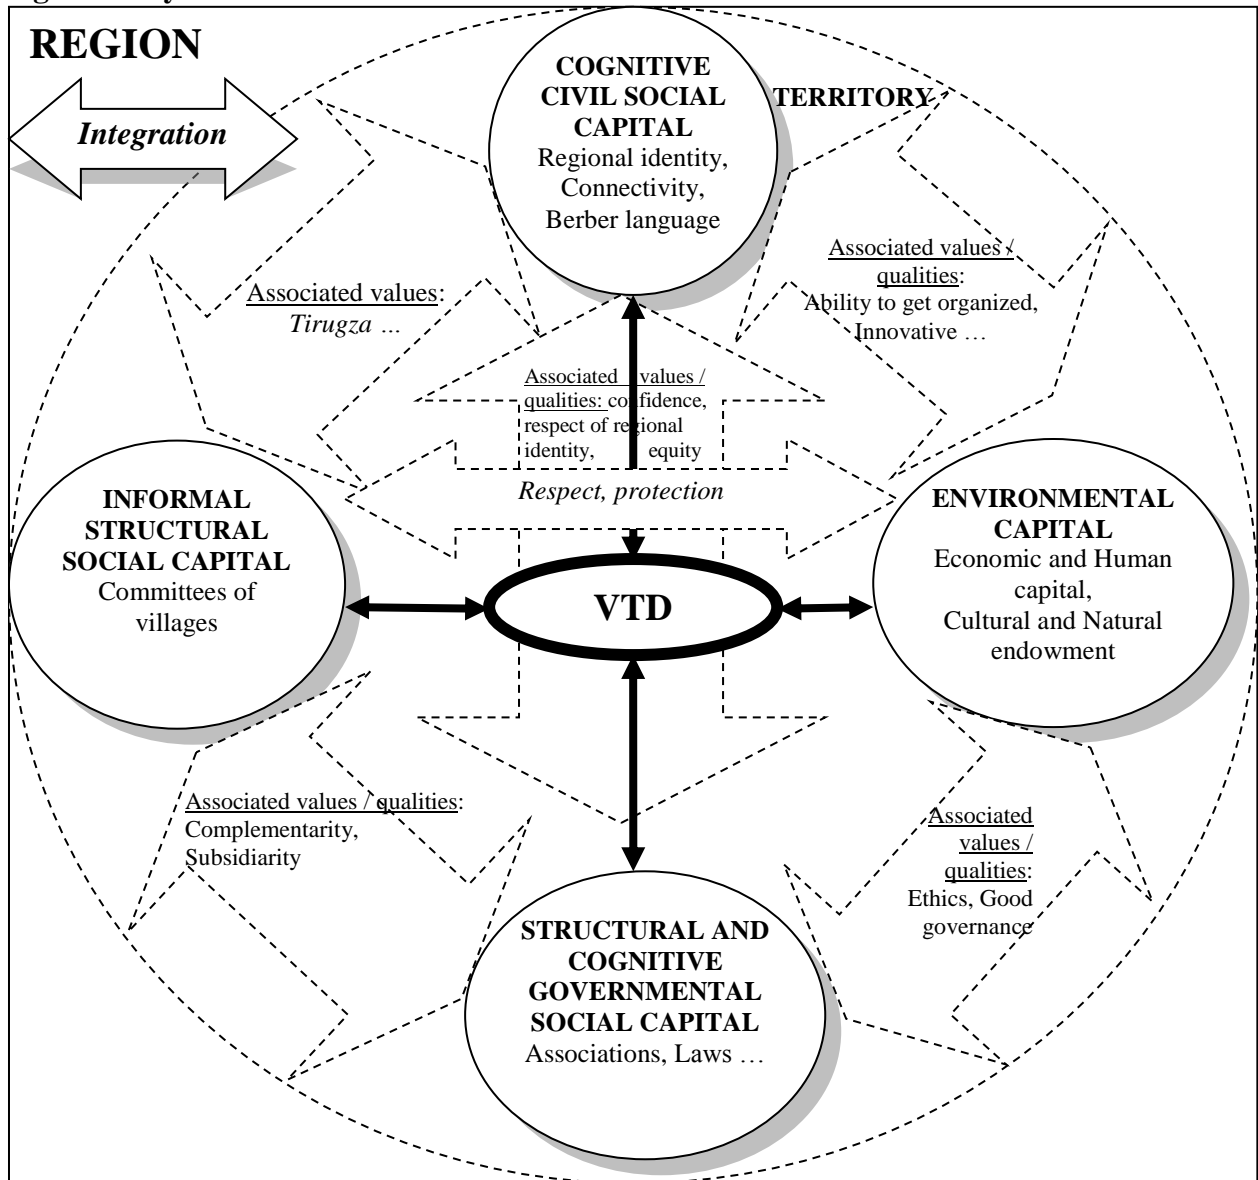 REGION
Integration
COGNITIVE
CIVIL SOCIAL
CAPITAL
Regional identity,
Connectivity,
Berber language
TERRITORY
Associated values:
Tirugza ...
Associated values /
qualities:
Ability to get organized,
Innovative …
Associated values /
qualities: confidence,
respect of regional
identity, equity
Respect, protection
INFORMAL
STRUCTURAL
SOCIAL CAPITAL
Committees of
villages
VTD
ENVIRONMENTAL
CAPITAL
Economic and Human
capital,
Cultural and Natural
endowment
Associated values / qualities:
Complementarity,
Subsidiarity
Associated
values /
qualities:
Ethics, Good
governance
STRUCTURAL AND
COGNITIVE
GOVERNMENTAL
SOCIAL CAPITAL
Associations, Laws …